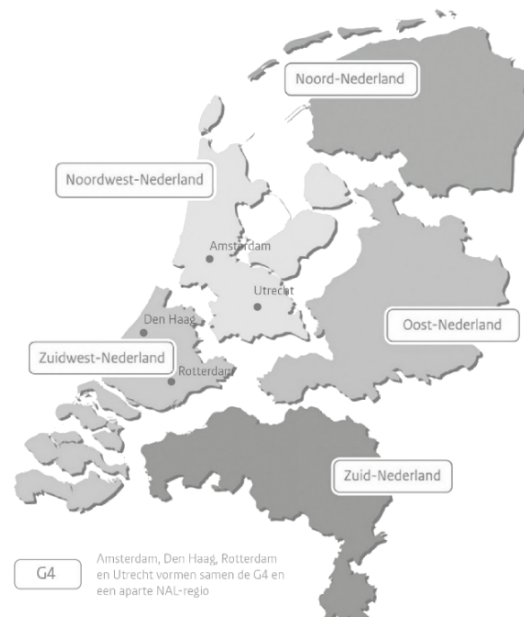 Noord-Nederland
Noordwest-Nederland
Amsterdam
Utrecht
Den Haag
Oost-Nederland
Zuidwest-Nederland
Rotterdam
Zuid-Nederland
G4
Amsterdam, Den Haag, Rotterdam
en Utrecht vormen samen de G4 en
een aparte NAL-regio